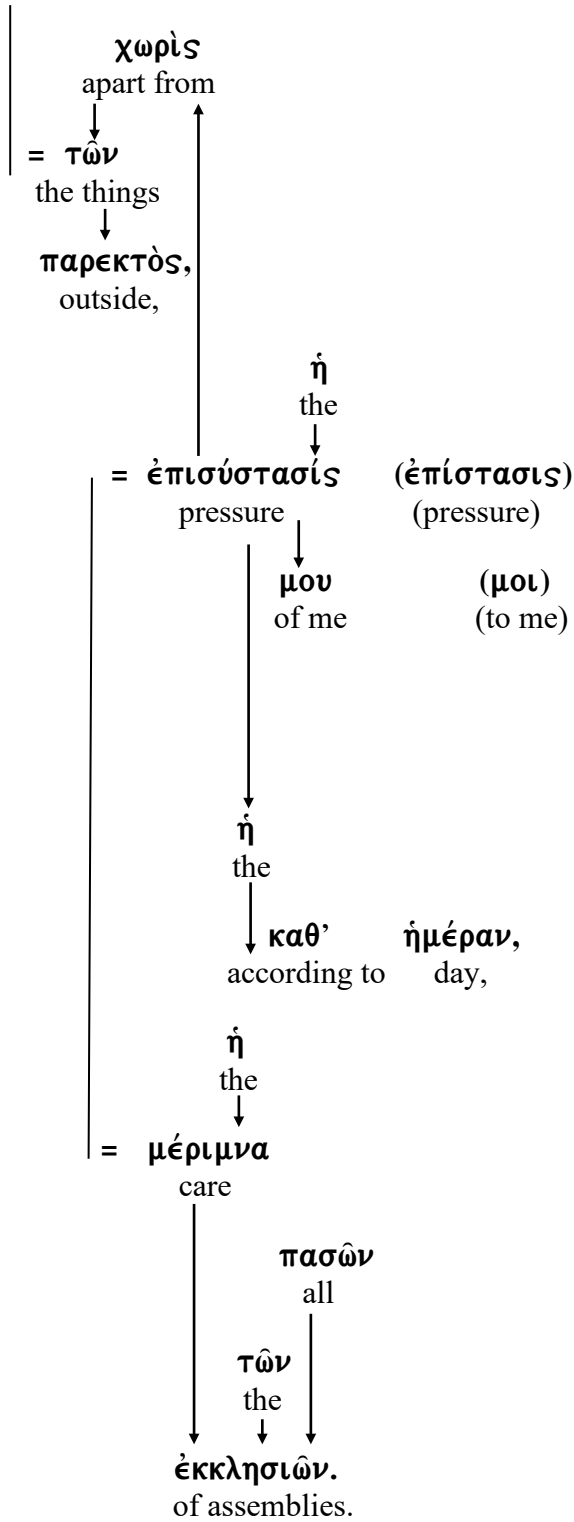 χωρὶς
apart from
= τῶν
the things
παρεκτὸς,
outside,
ἡ
the
= ἐπισύστασίς (ἐπίστασις)
pressure (pressure)
μου (μοι)
of me (to me)
ἡ
the
καθ’ ἡμέραν,
according to day,
ἡ
the
= μέριμνα
care
πασῶν
all
τῶν
the
ἐκκλησιῶν.
of assemblies.